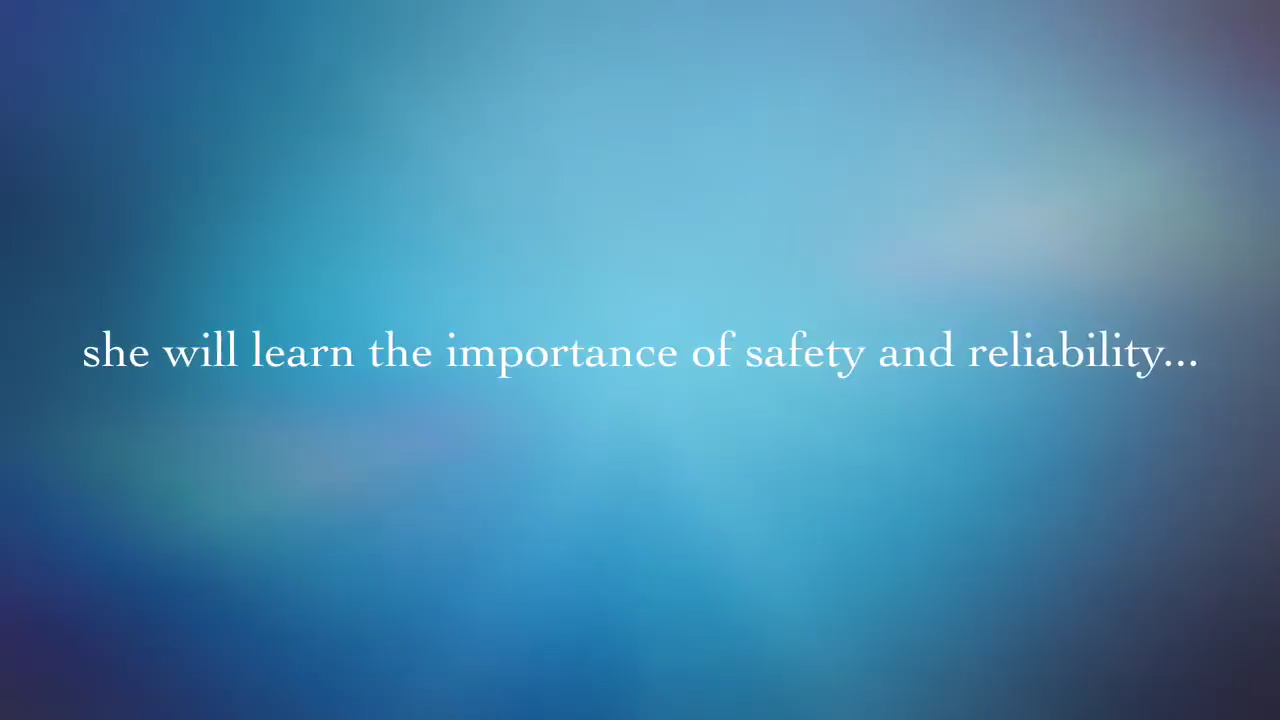 she will learn the importance of safety and reliability...